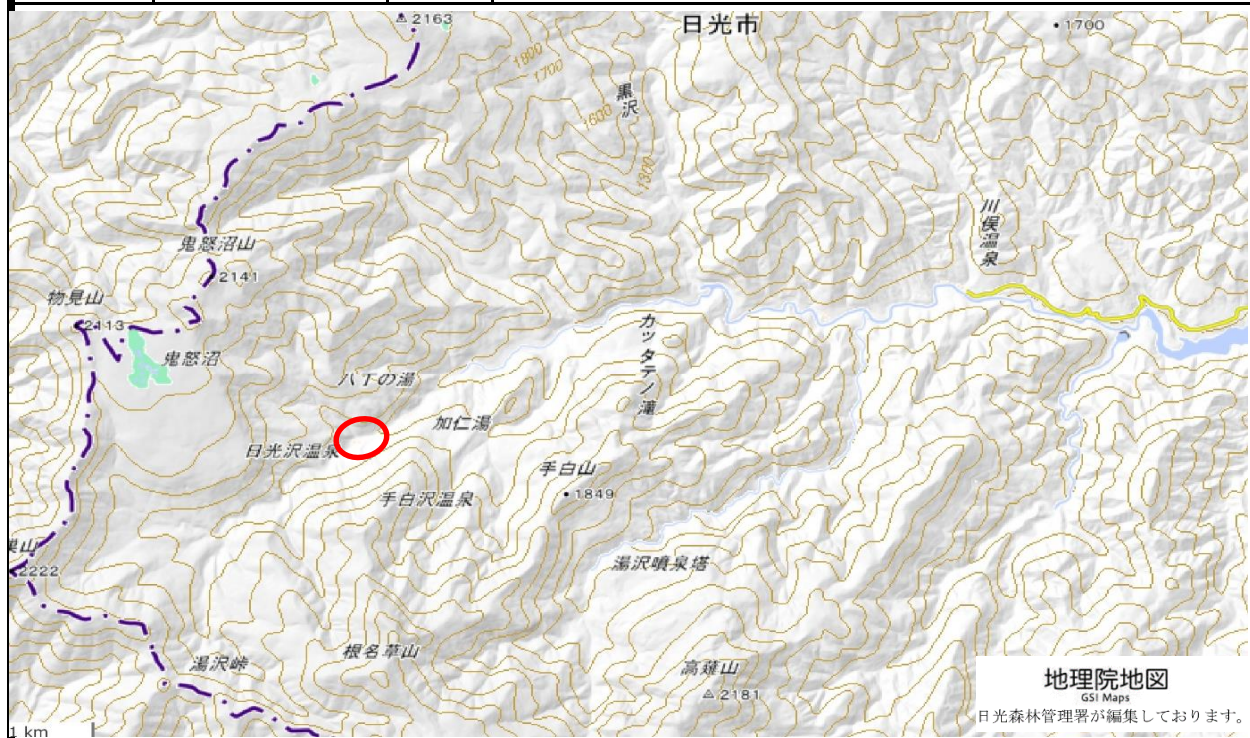 2163
日光市
1700
1800
1700
黒沢
1600
1300
川俣温泉
鬼怒沼山
2141
物見山
2113
鬼怒沼
カッタテノ滝
八丁の湯
加仁湯
日光沢温泉
手白山
1849
手白沢温泉
2222
湯沢噴泉塔
根名草山
湯沢峠
高薙山
2181
地理院地図
GSI Maps
日光森林管理署が編集しております。
1 km